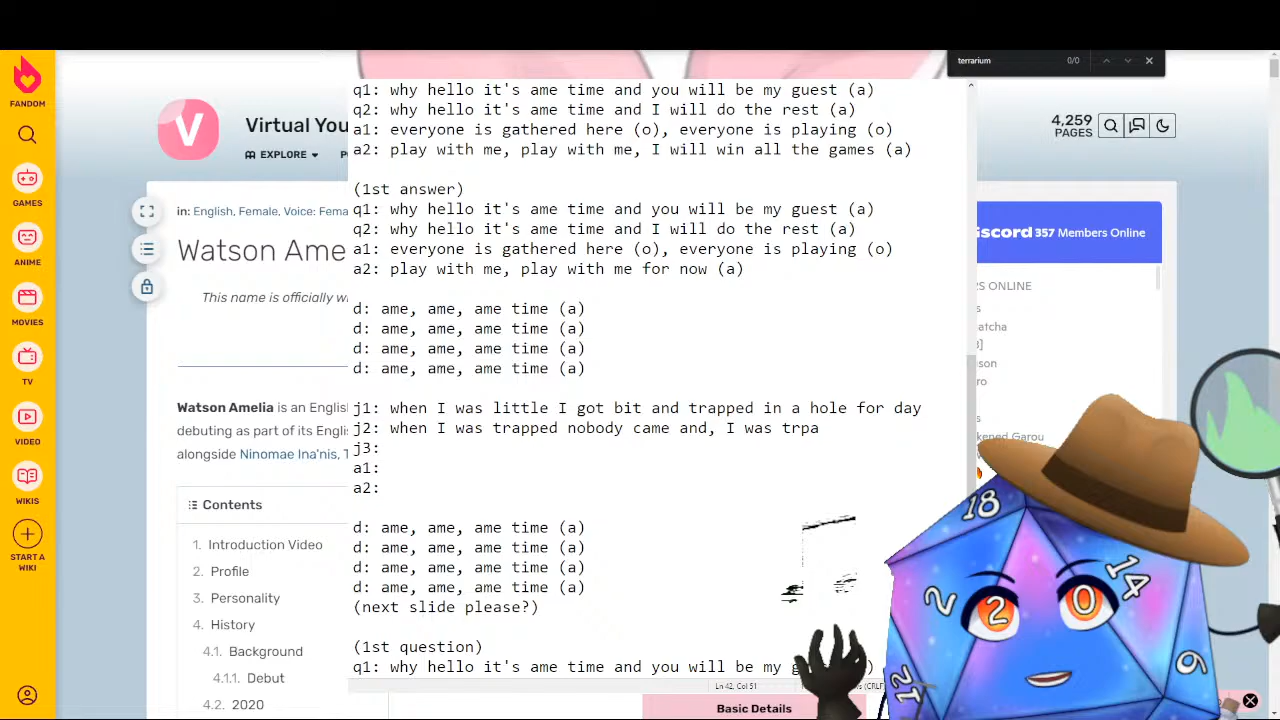 terrarium
0/0
FANDOM
GAMES
ANIME
MOVIES
TV
VIDEO
WIKIS
START A
WIKI
V
Virtual You
4,259
PAGES
EXPLORE
in: English, Female, Voice: Fema
Watson Ame
This name is officially w
Watson Amelia is an English
debuting as part of its Englis
alongside Ninomae Ina'nis, T
Contents
1. Introduction Video
2. Profile
3. Personality
4. History
4.1. Background
4.1.1. Debut
4.2. 2020
q1: why hello it's ame time and you will be my guest (a)
q2: why hello it's ame time and I will do the rest (a)
a1: everyone is gathered here (o), everyone is playing (o)
a2: play with me, play with me, I will win all the games (a)
(1st answer)
q1: why hello it's ame time and you will be my guest (a)
q2: why hello it's ame time and I will do the rest (a)
a1: everyone is gathered here (o), everyone is playing (o)
a2: play with me, play with me for now (a)
d: ame, ame, ame time (a)
d: ame, ame, ame time (a)
d: ame, ame, ame time (a)
d: ame, ame, ame time (a)
j1: when I was little I got bit and trapped in a hole for day
j2: when I was trapped nobody came and, I was trpa
j3:
a1:
a2:
d: ame, ame, ame time (a)
d: ame, ame, ame time (a)
d: ame, ame, ame time (a)
d: ame, ame, ame time (a)
(next slide please?)
(1st question)
q1: why hello it's ame time and you will be my g
Ln 42, Col 51
(CRLF
Basic Details
iscord 357 Members Online
RS ONLINE
atcha
son
ro
kened Garou
18
2
2
0
14
9
12